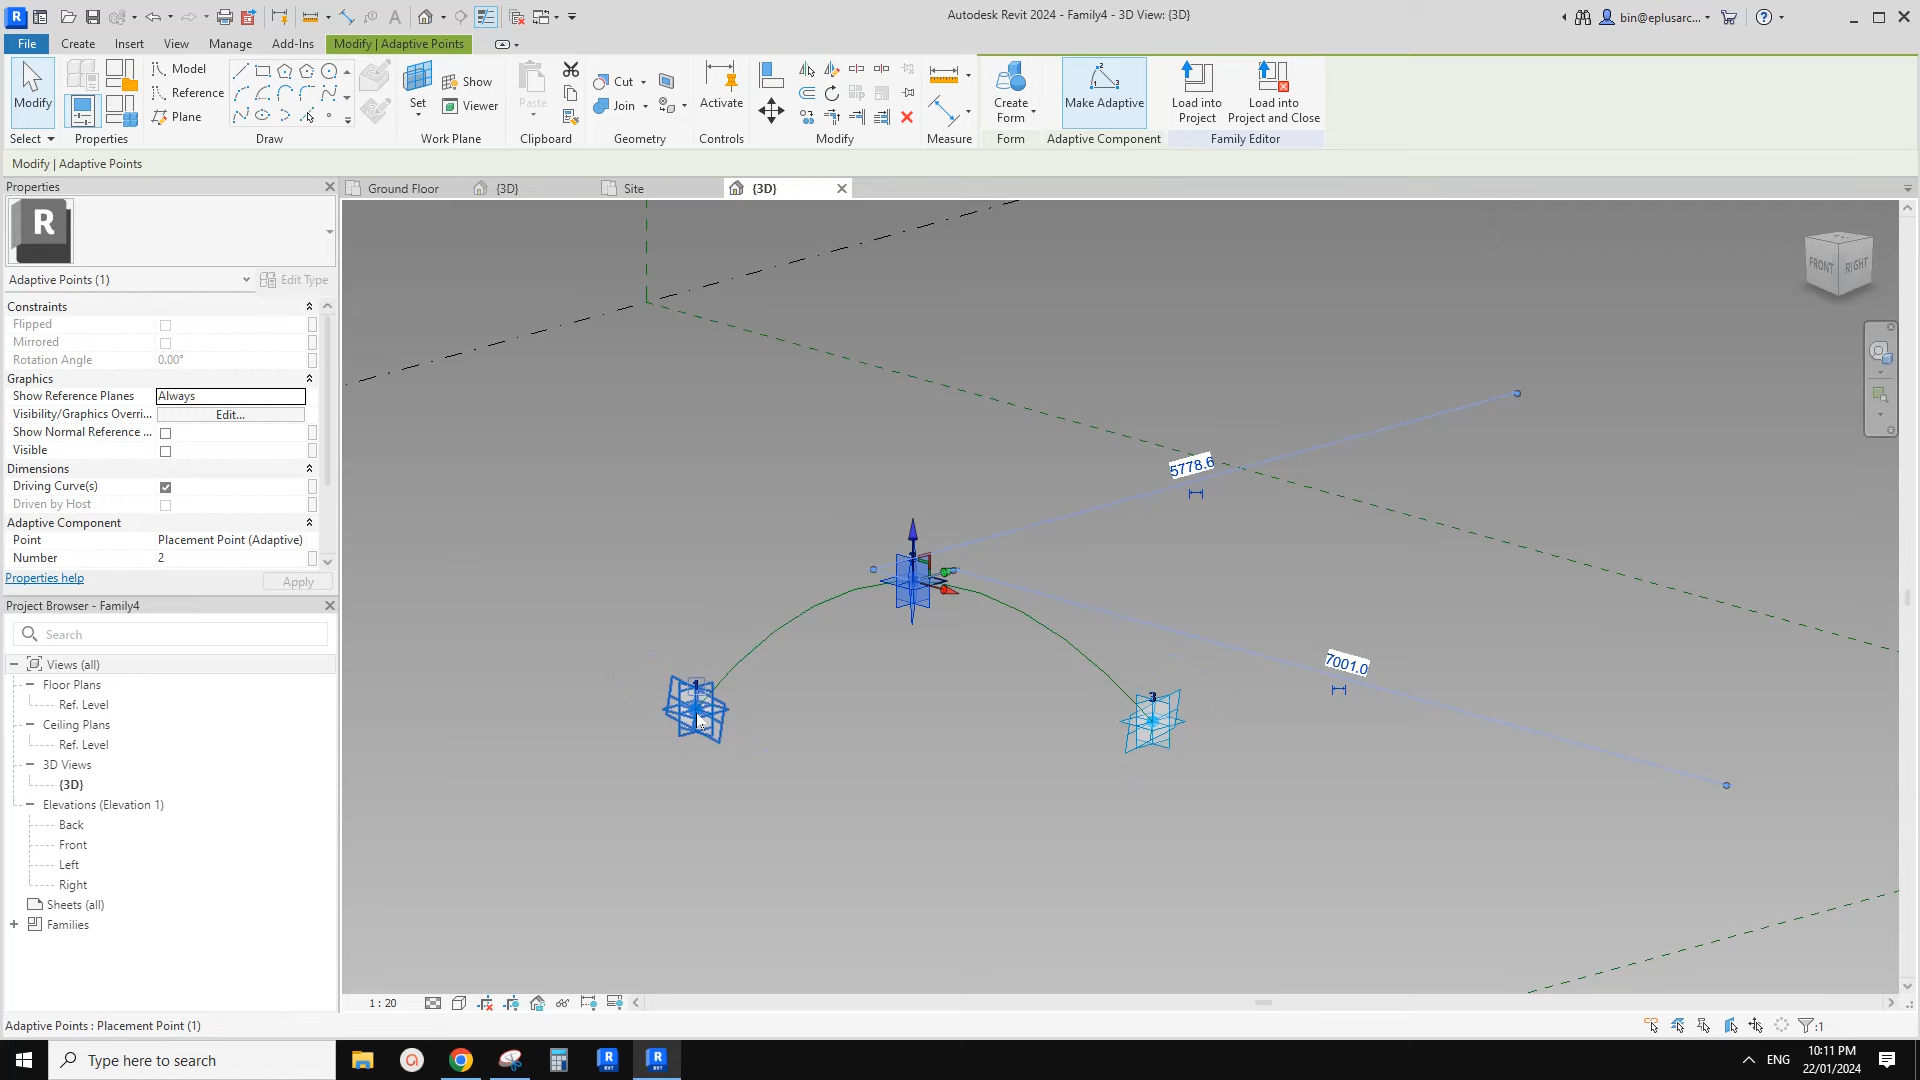 Autodesk Revit 2024 - Family4 - 3D View: {3D}
bin@eplusarc...
File Create Insert View Manage Add-Ins Modify | Adaptive Points
Modify
Model
Reference
Plane
Set
Show
Viewer
Paste
Cut
Join
Activate
Create Form
Make Adaptive
Load into Project
Load into Project and Close
Select Properties Draw Work Plane Clipboard Geometry Controls Modify Measure Form Adaptive Component Family Editor
Modify | Adaptive Points
Properties
Ground Floor {3D} Site {3D}
R
Adaptive Points (1) Edit Type
Constraints
Flipped
Mirrored
Rotation Angle 0.00°
Graphics
Show Reference Planes Always
Visibility/Graphics Overri... Edit...
Show Normal Reference ...
Visible
Dimensions
Driving Curve(s)
Driven by Host
Adaptive Component
Point Placement Point (Adaptive)
Number 2
Properties help Apply
Project Browser - Family4
Search
Views (all)
Floor Plans
Ref. Level
Ceiling Plans
Ref. Level
3D Views
{3D}
Elevations (Elevation 1)
Back
Front
Left
Right
Sheets (all)
Families
FRONT RIGHT
5778.6
7001.0
1
3
1 : 20
Adaptive Points : Placement Point (1)
:1
Type here to search
ENG
10:11 PM
22/01/2024